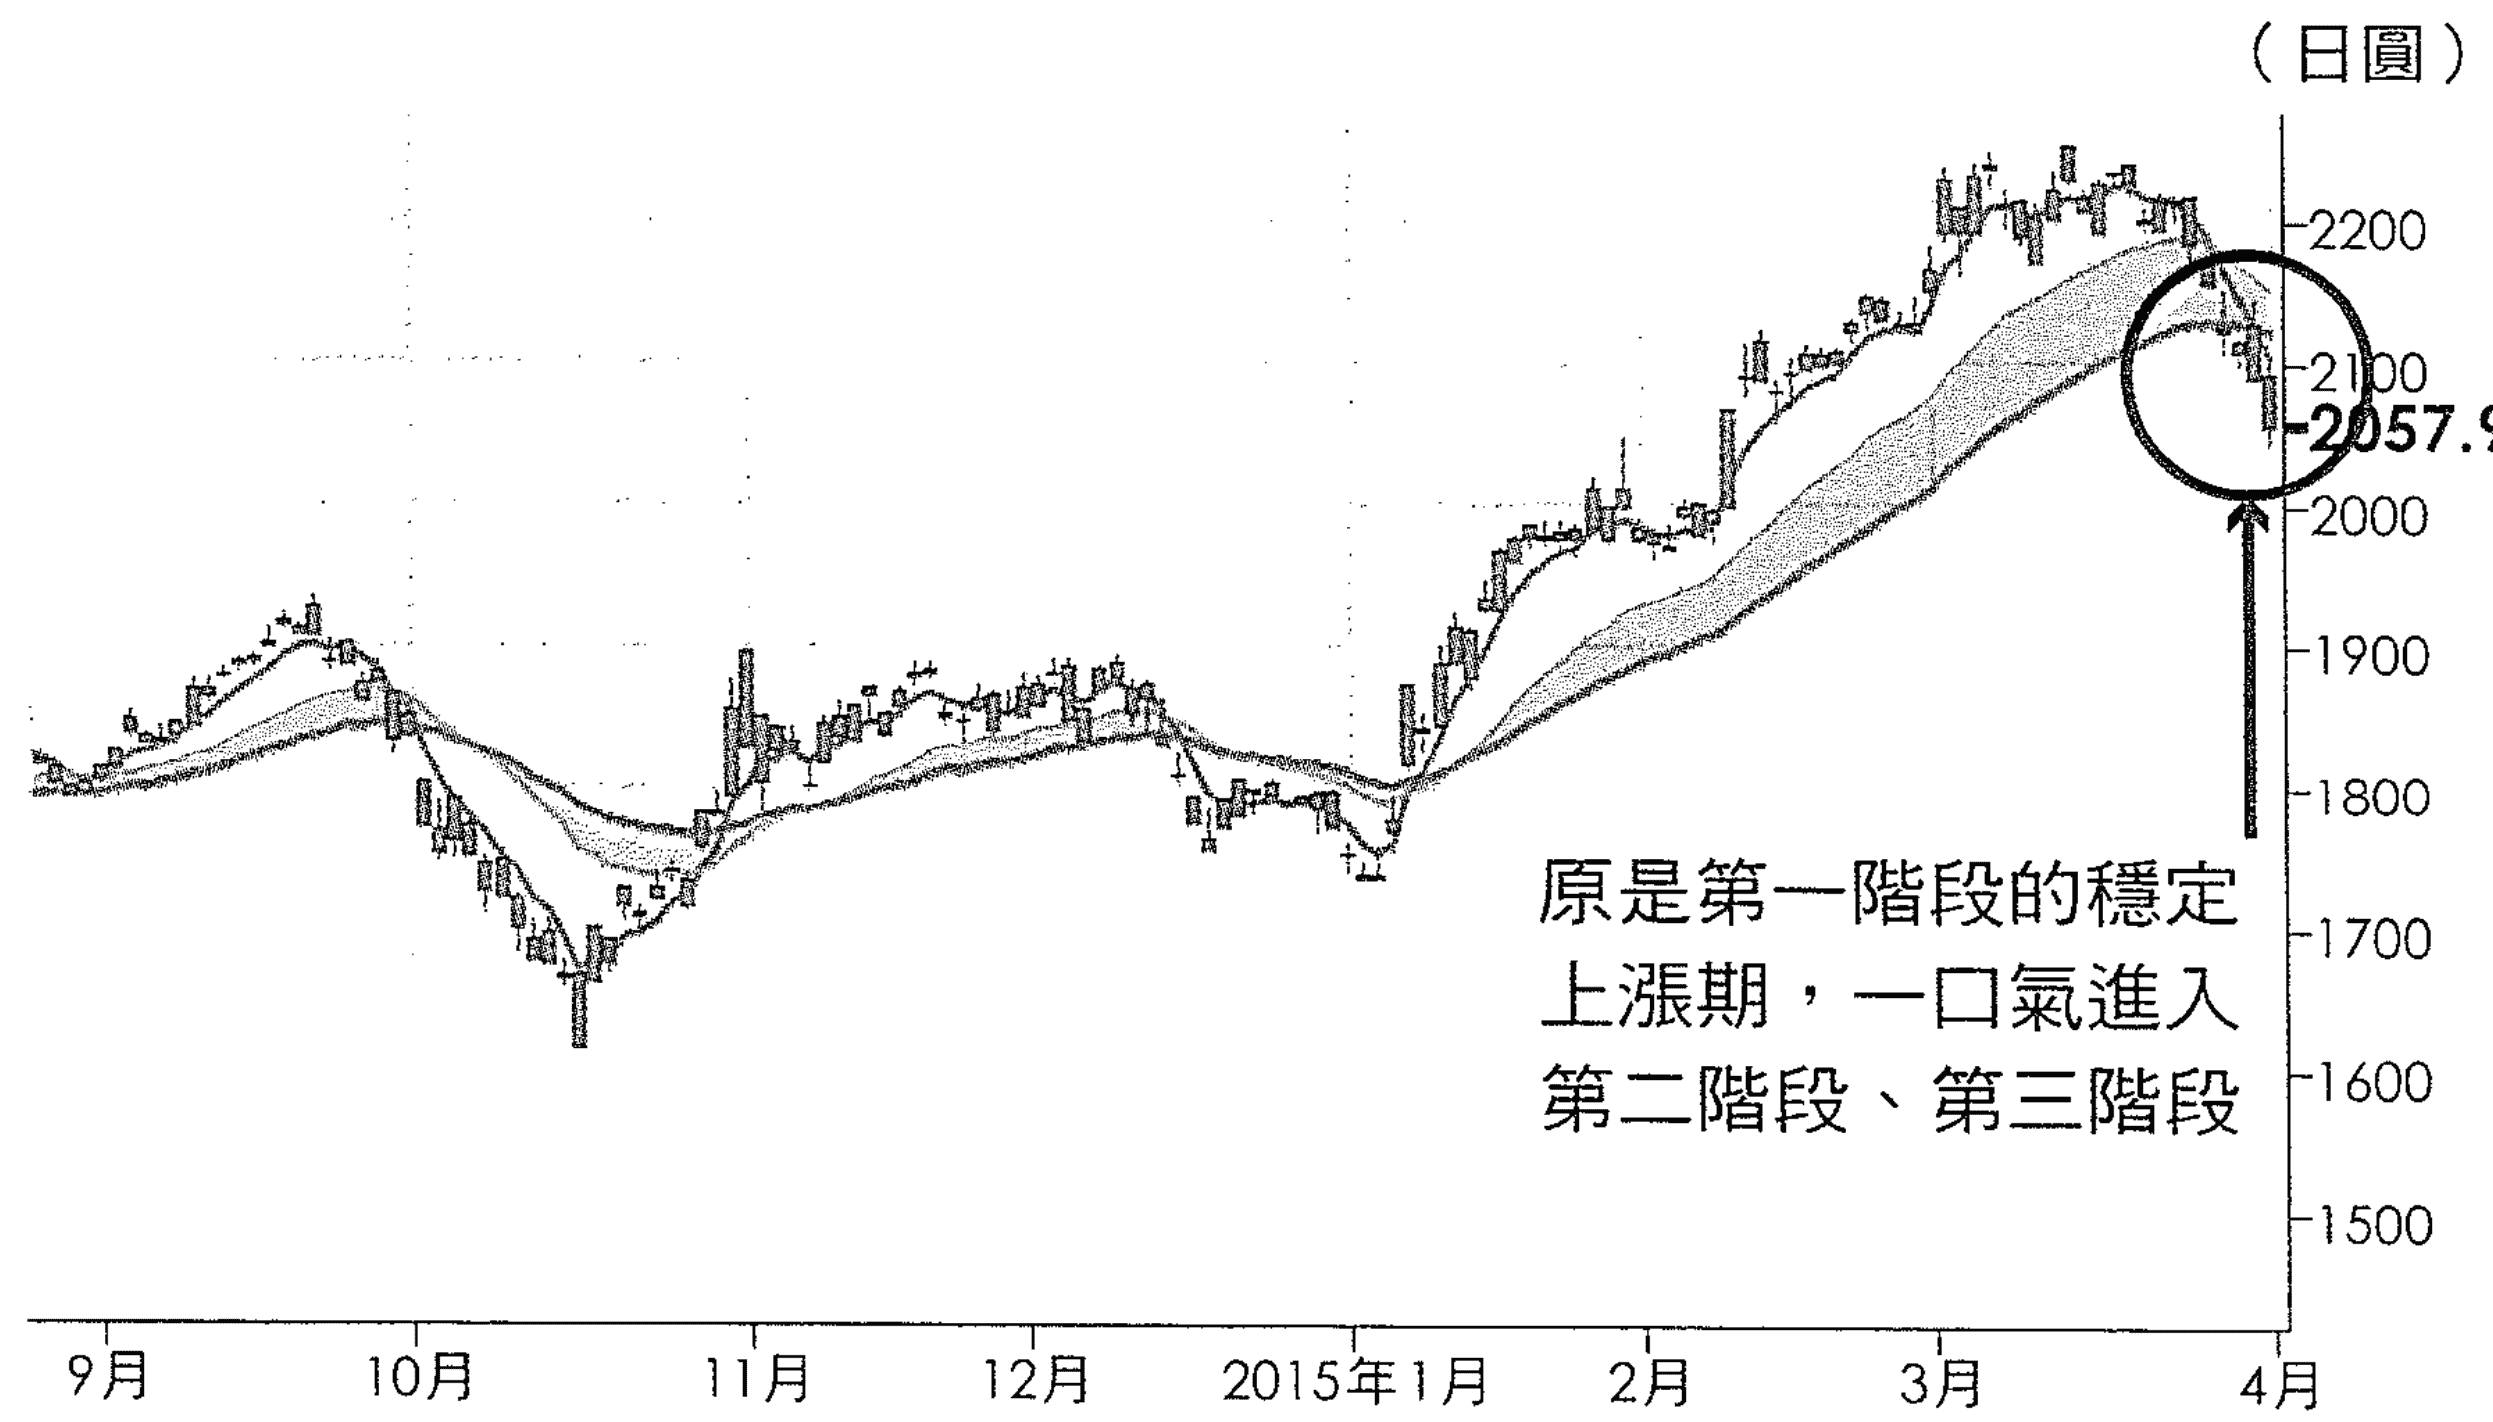 （日圓）
2200
2100
2057.9
2000
1900
1800
1700
1600
1500
原是第一階段的穩定
上漲期，一口氣進入
第二階段、第三階段
9月 10月 11月 12月 2015年1月 2月 3月 4月